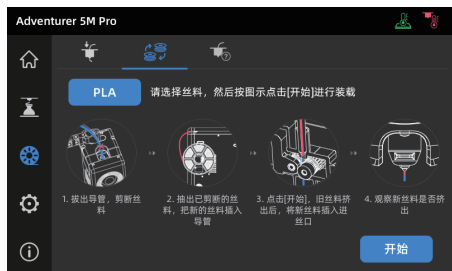 Adventurer 5M Pro
PLA
请选择丝料，然后按图示点击[开始]进行装载
1. 拔出导管，剪断丝
料
2. 抽出已剪断的丝
料，把新的丝料插入
导管
3. 点击[开始]，旧丝料挤
出后，将新丝料插入进
丝口
4. 观察新丝料是否挤
出
开始